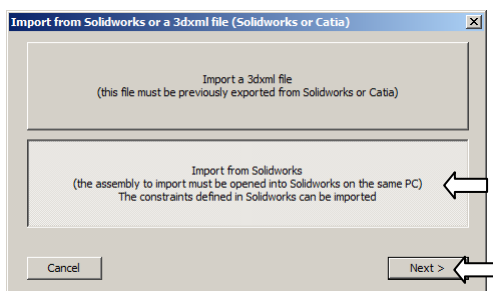 Import from Solidworks or a 3dxml file (Solidworks or Catia)
Import a 3dxml file
(this file must be previously exported from Solidworks or Catia)
Import from Solidworks
(the assembly to import must be opened into Solidworks on the same PC)
The constraints defined in Solidworks can be imported
Cancel
Next >